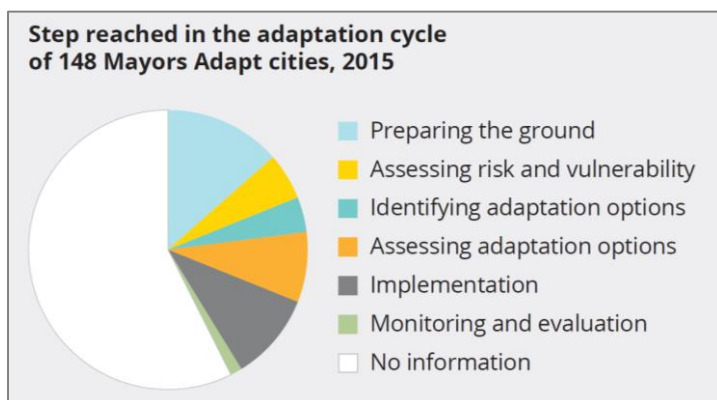 Step reached in the adaptation cycle
of 148 Mayors Adapt cities, 2015
Preparing the ground
Assessing risk and vulnerability
Identifying adaptation options
Assessing adaptation options
Implementation
Monitoring and evaluation
No information